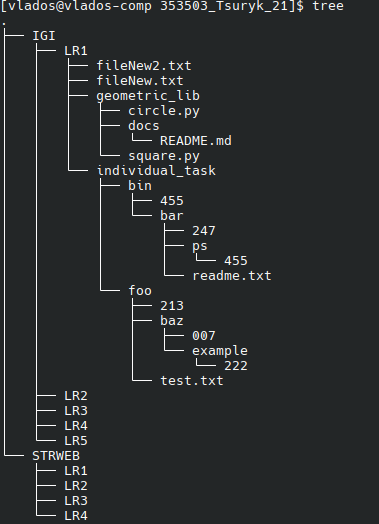 [vlados@vlados-comp 353503_Tsuryk_21]$ tree
.
├── IGI
│   ├── LR1
│   │   ├── fileNew2.txt
│   │   ├── fileNew.txt
│   │   ├── geometric_lib
│   │   │   ├── circle.py
│   │   │   ├── docs
│   │   │   │   └── README.md
│   │   │   └── square.py
│   │   └── individual_task
│   │       ├── bin
│   │       │   ├── 455
│   │       │   └── bar
│   │       │       ├── 247
│   │       │       ├── ps
│   │       │       │   └── 455
│   │       │       └── readme.txt
│   │       └── foo
│   │           ├── 213
│   │           ├── baz
│   │           │   ├── 007
│   │           │   └── example
│   │           │       └── 222
│   │           └── test.txt
│   ├── LR2
│   ├── LR3
│   ├── LR4
│   └── LR5
└── STRWEB
    ├── LR1
    ├── LR2
    ├── LR3
    └── LR4